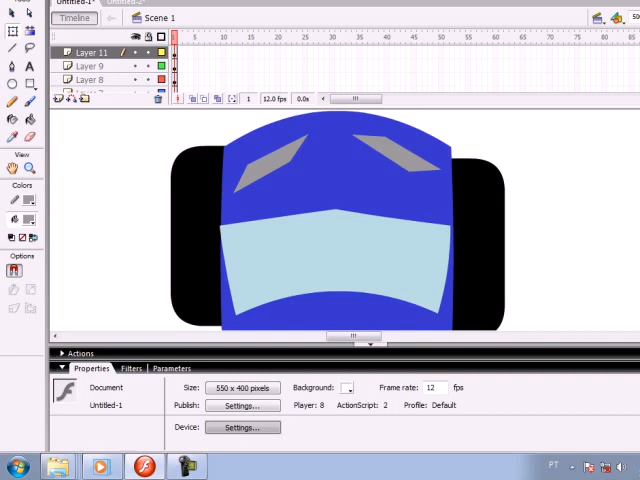 Tools
Untitled-1* Untitled-2*
Timeline Scene 1 500
1 5 10 15 20 25 30 35 40 45 50 55 60 65 70 75 80 85
Layer 11
Layer 9
Layer 8
1 12.0 fps 0.0s
A
View
Colors
Options
Actions
Properties Filters Parameters
Document Size: 550 x 400 pixels Background: Frame rate: 12 fps
Untitled-1 Publish: Settings... Player: 8 ActionScript: 2 Profile: Default
Device: Settings...
PT